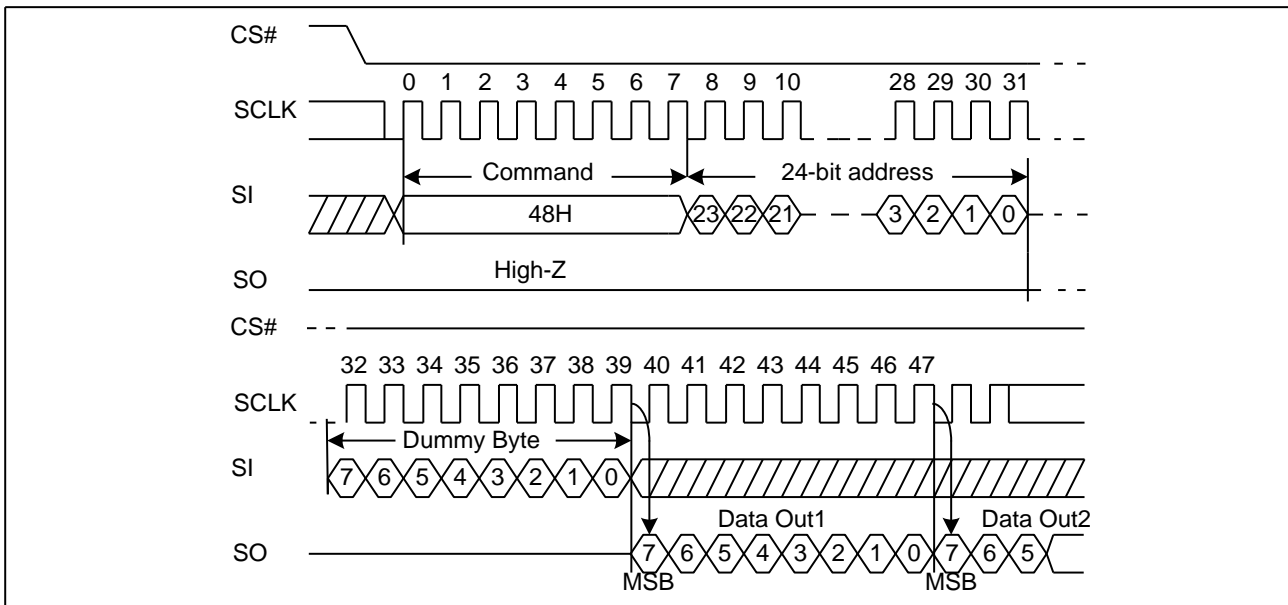 CS#
0 1 2 3 4 5 6 7 8 9 10 28 29 30 31
SCLK
Command 24-bit address
SI
48H 23 22 21 3 2 1 0
High-Z
SO
CS#
32 33 34 35 36 37 38 39 40 41 42 43 44 45 46 47
SCLK
Dummy Byte
SI
7 6 5 4 3 2 1 0
Data Out1 Data Out2
SO
7 6 5 4 3 2 1 0 7 6 5
MSB MSB